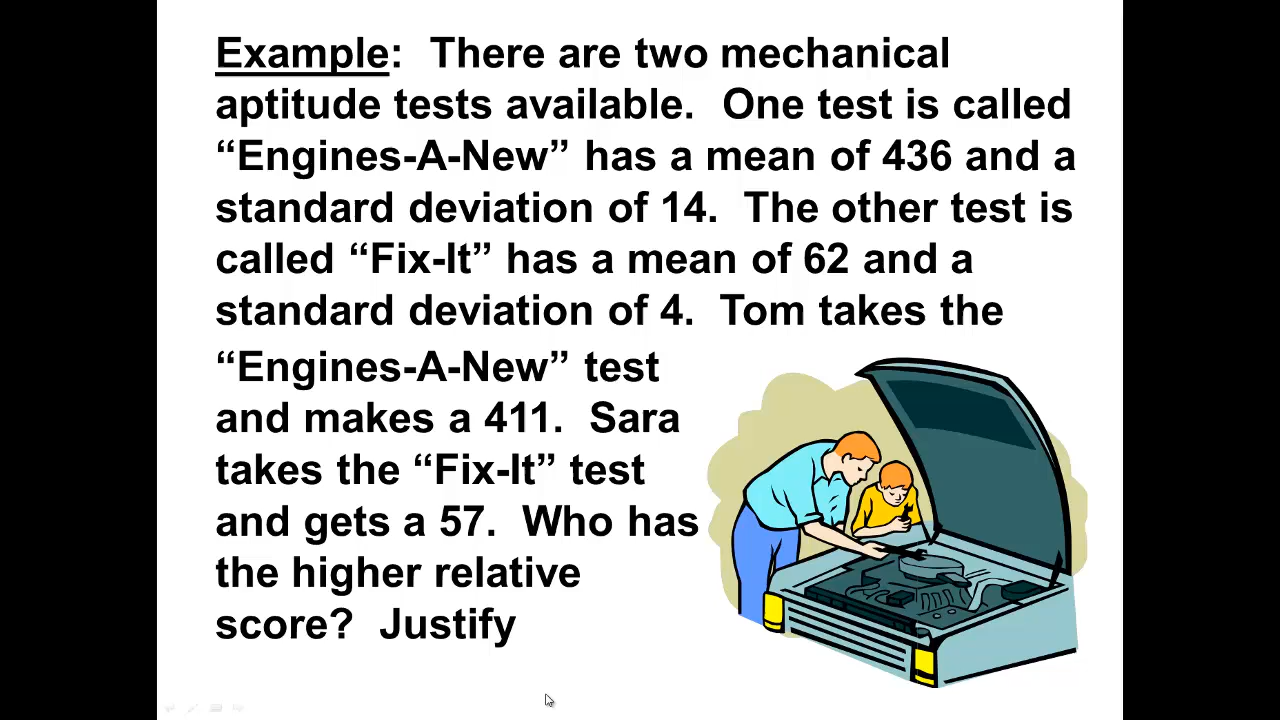 Example:  There are two mechanical
aptitude tests available.  One test is called
“Engines-A-New” has a mean of 436 and a
standard deviation of 14.  The other test is
called “Fix-It” has a mean of 62 and a
standard deviation of 4.  Tom takes the
“Engines-A-New” test
and makes a 411.  Sara
takes the “Fix-It” test
and gets a 57.  Who has
the higher relative
score?  Justify